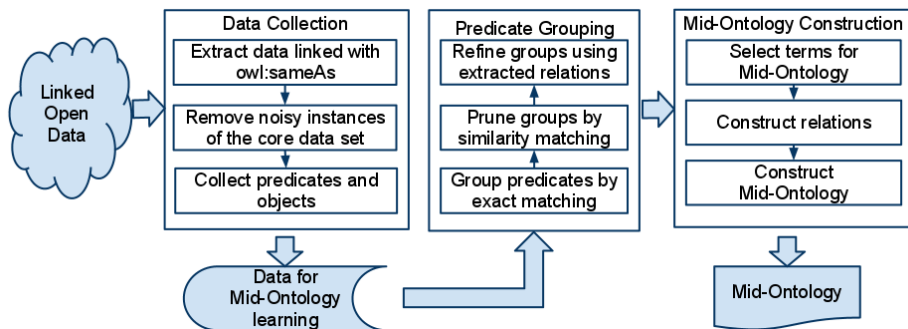 Linked
Open
Data
Data Collection
Extract data linked with
owl:sameAs
Remove noisy instances
of the core data set
Collect predicates and
objects
Data for
Mid-Ontology
learning
Predicate Grouping
Refine groups using
extracted relations
Prune groups by
similarity matching
Group predicates by
exact matching
Mid-Ontology Construction
Select terms for
Mid-Ontology
Construct relations
Construct
Mid-Ontology
Mid-Ontology